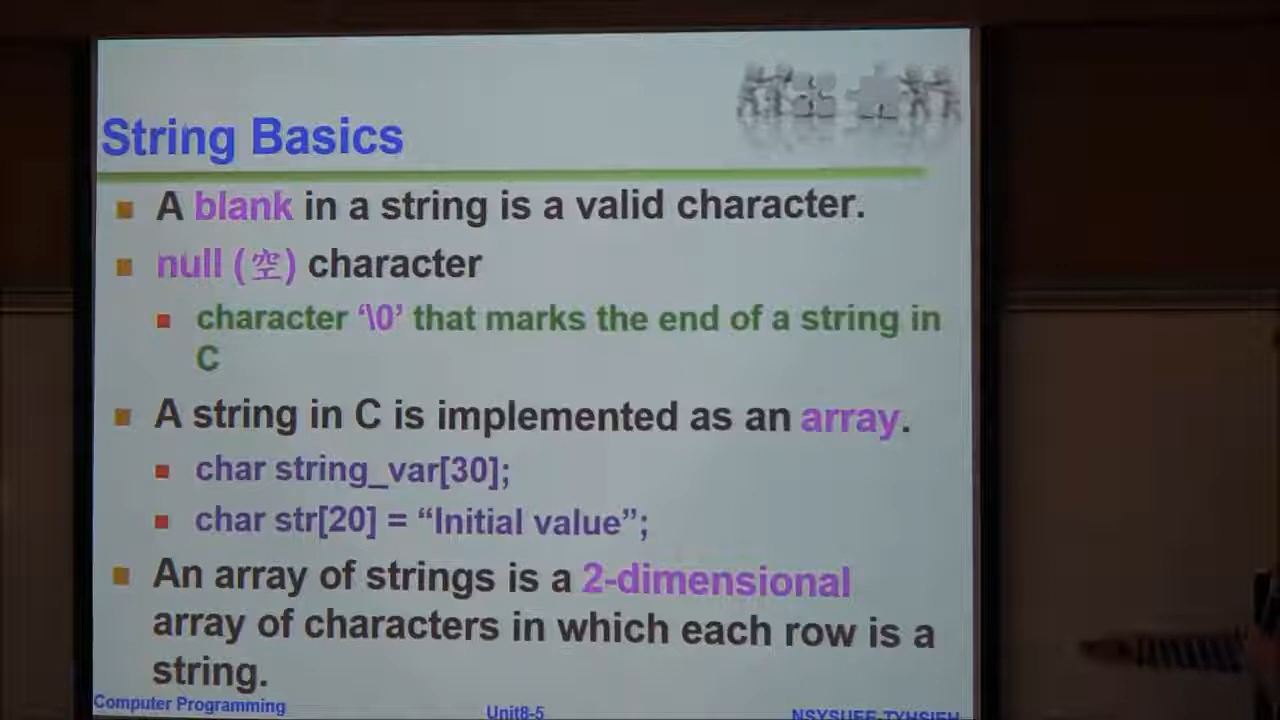 String Basics
A blank in a string is a valid character.
null (空) character
character ‘\0’ that marks the end of a string in
C
A string in C is implemented as an array.
char string_var[30];
char str[20] = “Initial value”;
An array of strings is a 2-dimensional
array of characters in which each row is a
string.
Computer Programming
Unit8-5
NSYSUEE-TYHSIEH